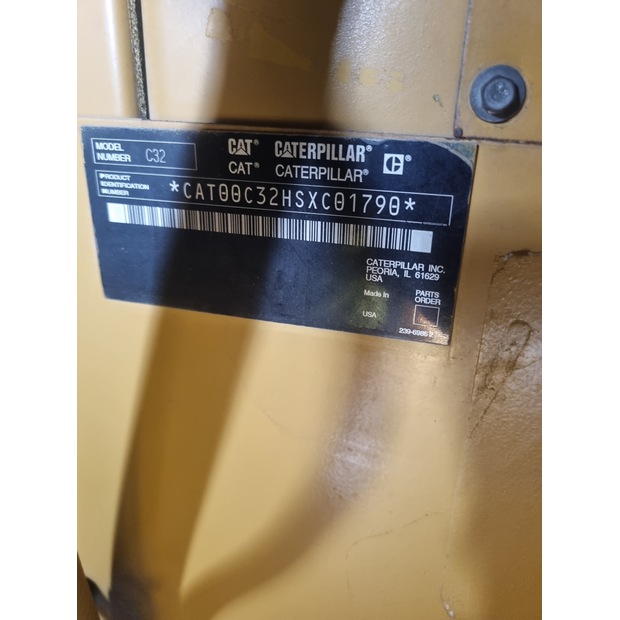 MODEL NUMBER C32
CAT® CATERPILLAR®
CAT® CATERPILLAR®
PRODUCT IDENTIFICATION NUMBER *CAT00C32HSXC01790*
CATERPILLAR INC.
PEORIA, IL 61629
USA
Made In
PARTS ORDER
USA